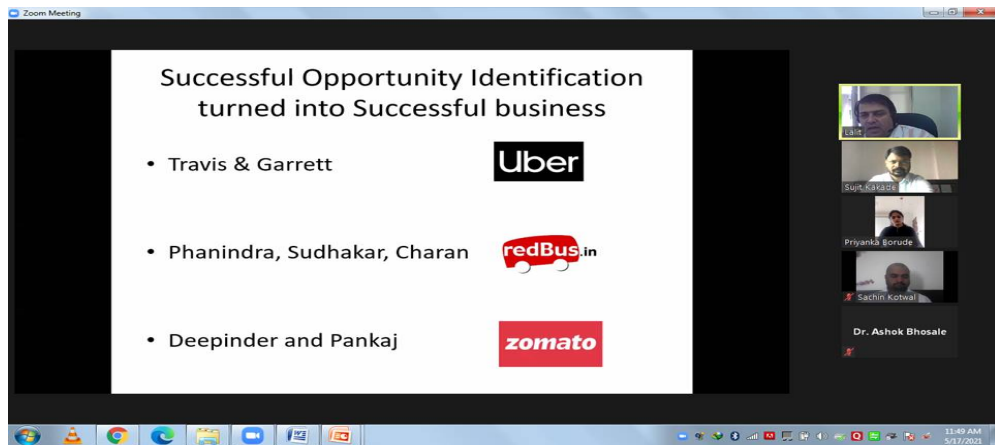 Zoom Meeting
Successful Opportunity Identification
turned into Successful business
• Travis & Garrett
Uber
• Phanindra, Sudhakar, Charan
redBus.in
• Deepinder and Pankaj
zomato
Lalit
Sujit Kakade
Priyanka Borude
Sachin Kotwal
Dr. Ashok Bhosale
11:49 AM
5/17/2021